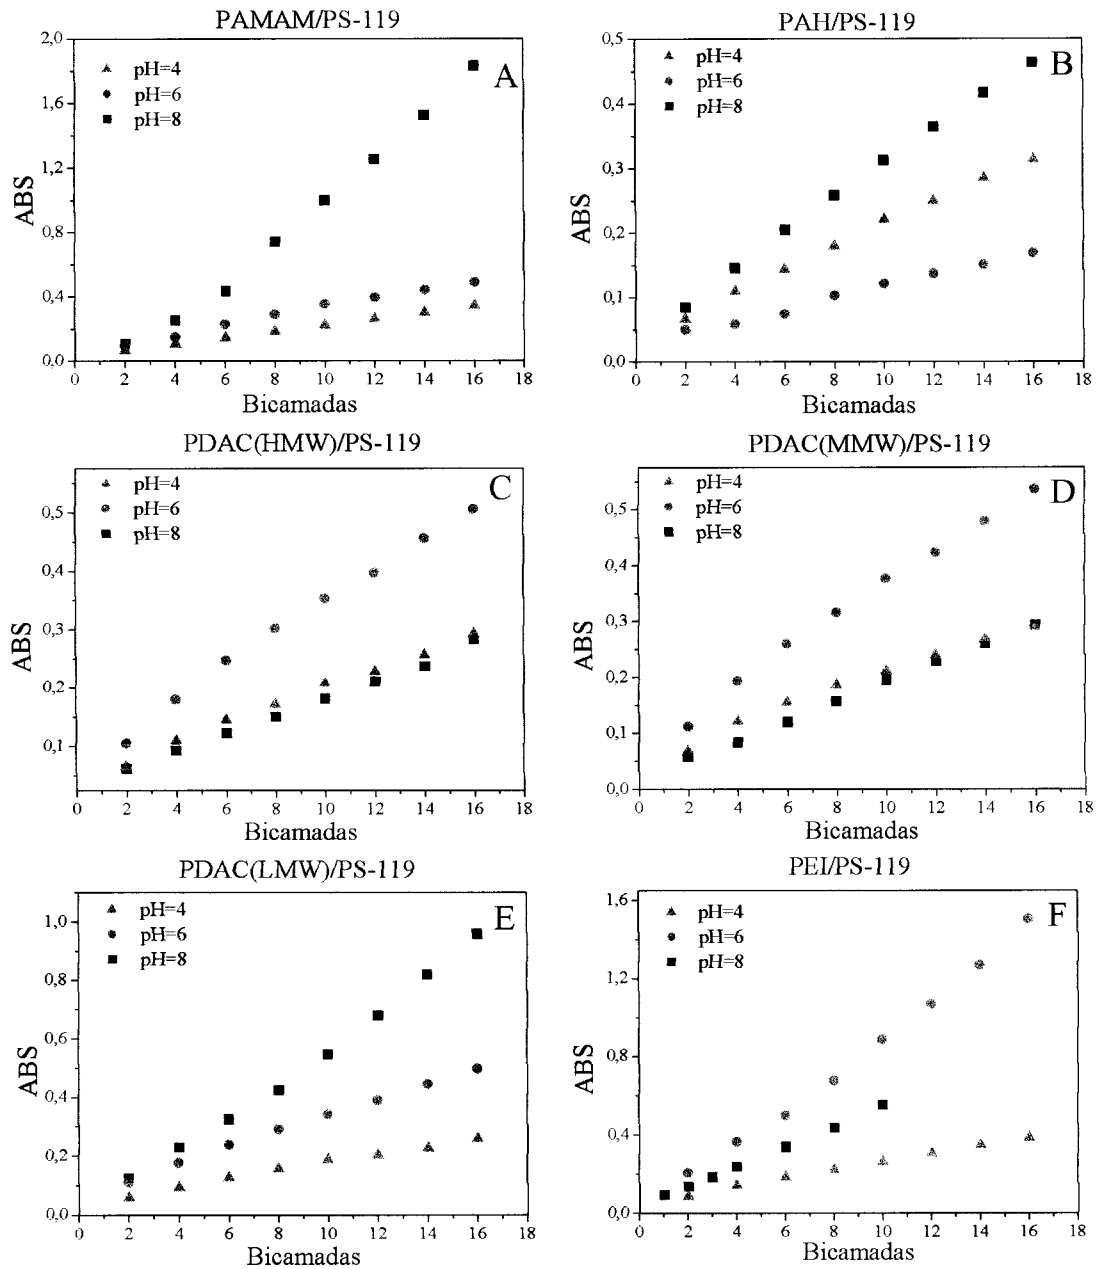 PAMAM/PS-119
A
pH=4
pH=6
pH=8
2,0
1,6
1,2
0,8
0,4
0,0
ABS
0 2 4 6 8 10 12 14 16 18
Bicamadas
PAH/PS-119
B
pH=4
pH=6
pH=8
0,5
0,4
0,3
0,2
0,1
0,0
ABS
0 2 4 6 8 10 12 14 16 18
Bicamadas
PDAC(HMW)/PS-119
C
pH=4
pH=6
pH=8
0,5
0,4
0,3
0,2
0,1
ABS
0 2 4 6 8 10 12 14 16 18
Bicamadas
PDAC(MMW)/PS-119
D
pH=4
pH=6
pH=8
0,5
0,4
0,3
0,2
0,1
0,0
ABS
0 2 4 6 8 10 12 14 16 18
Bicamadas
PDAC(LMW)/PS-119
E
pH=4
pH=6
pH=8
1,0
0,8
0,6
0,4
0,2
0,0
ABS
0 2 4 6 8 10 12 14 16 18
Bicamadas
PEI/PS-119
F
pH=4
pH=6
pH=8
1,6
1,2
0,8
0,4
0,0
ABS
0 2 4 6 8 10 12 14 16 18
Bicamadas